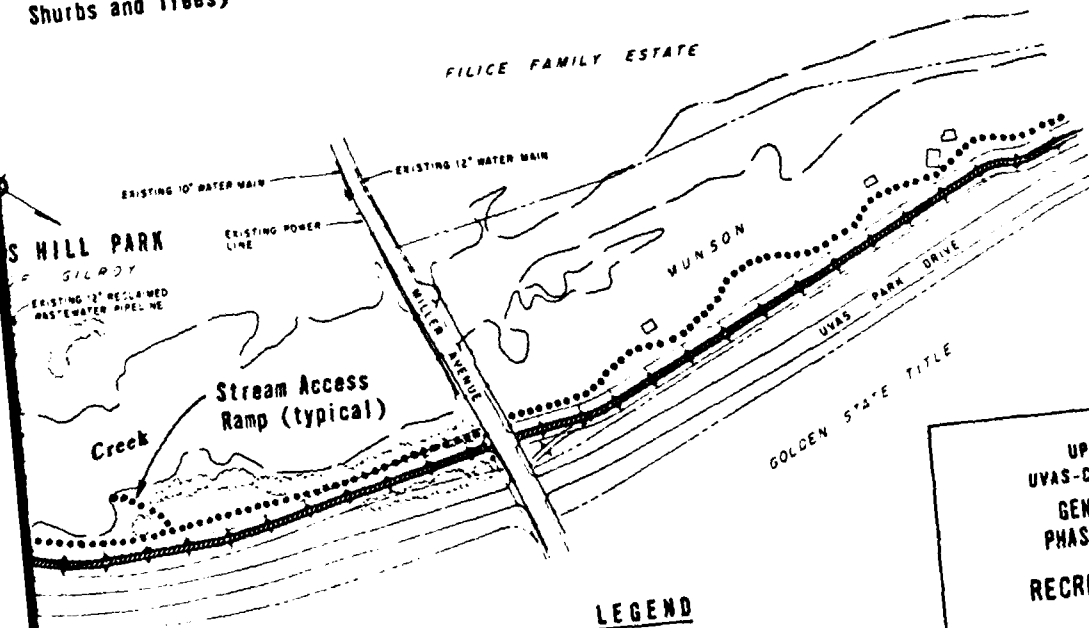 Shurbs and Trees)
FILICE FAMILY ESTATE
EXISTING 10" WATER MAIN
EXISTING 12" WATER MAIN
EXISTING POWER
LINE
S HILL PARK
F GILROY
EXISTING 12" RECLAIMED
WASTEWATER PIPELINE
MUNSON
MILLER AVENUE
UVAS PARK DRIVE
Stream Access
Ramp (typical)
Creek
GOLDEN STATE TITLE
UP
UVAS-C
GEN
PHAS
RECRE
LEGEND